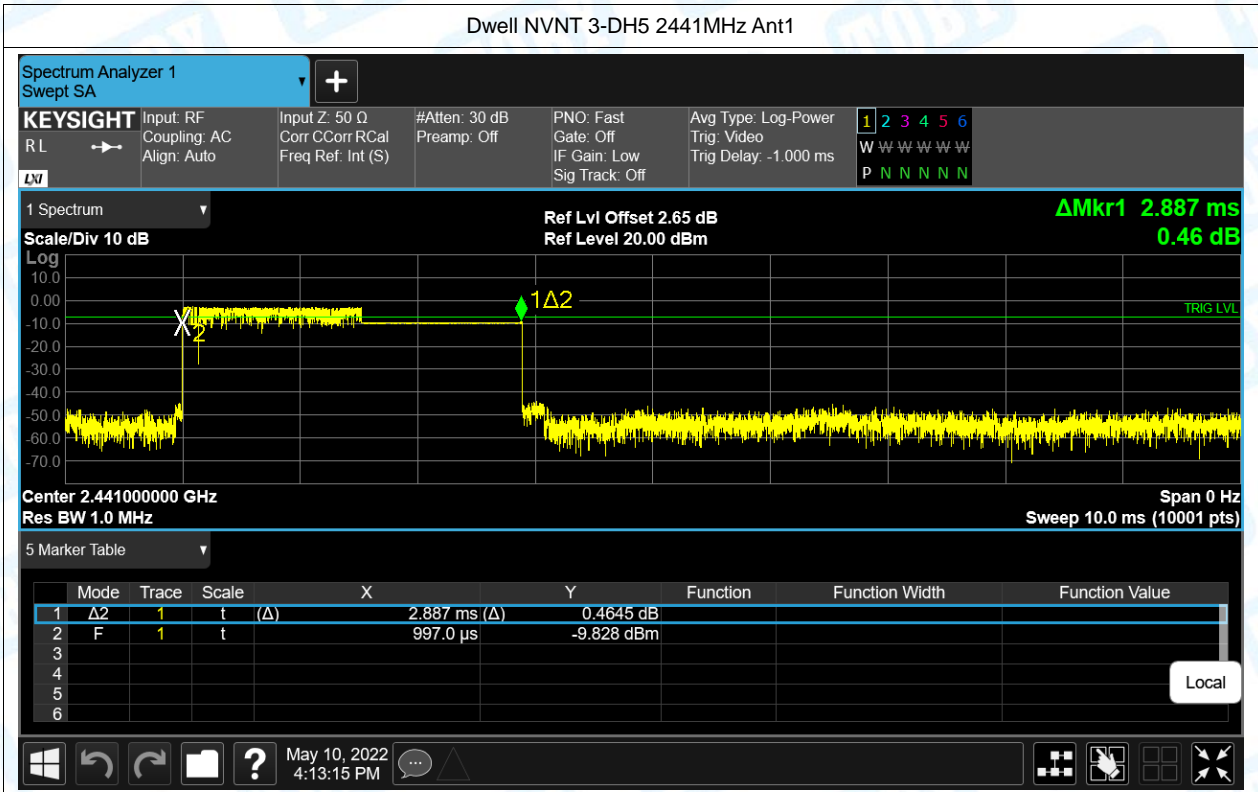 Dwell NVNT 3-DH5 2441MHz Ant1
Spectrum Analyzer 1
Swept SA
KEYSIGHT Input: RF Input Z: 50 Ω #Atten: 30 dB PNO: Fast Avg Type: Log-Power 1 2 3 4 5 6
RL Coupling: AC Corr CCorr RCal Preamp: Off Gate: Off Trig: Video W W W W W W
Align: Auto Freq Ref: Int (S) IF Gain: Low Trig Delay: -1.000 ms
LXI Sig Track: Off P N N N N N
1 Spectrum Ref Lvl Offset 2.65 dB ΔMkr1 2.887 ms
Scale/Div 10 dB Ref Level 20.00 dBm 0.46 dB
Log
10.0
0.00 1Δ2
TRIG LVL
-10.0 2
-20.0
-30.0
-40.0
-50.0
-60.0
-70.0
Center 2.441000000 GHz Span 0 Hz
Res BW 1.0 MHz Sweep 10.0 ms (10001 pts)
5 Marker Table
Mode Trace Scale X Y Function Function Width Function Value
1 Δ2 1 t (Δ) 2.887 ms (Δ) 0.4645 dB
2 F 1 t 997.0 µs -9.828 dBm
3
4
5
6
Local
? May 10, 2022
4:13:15 PM